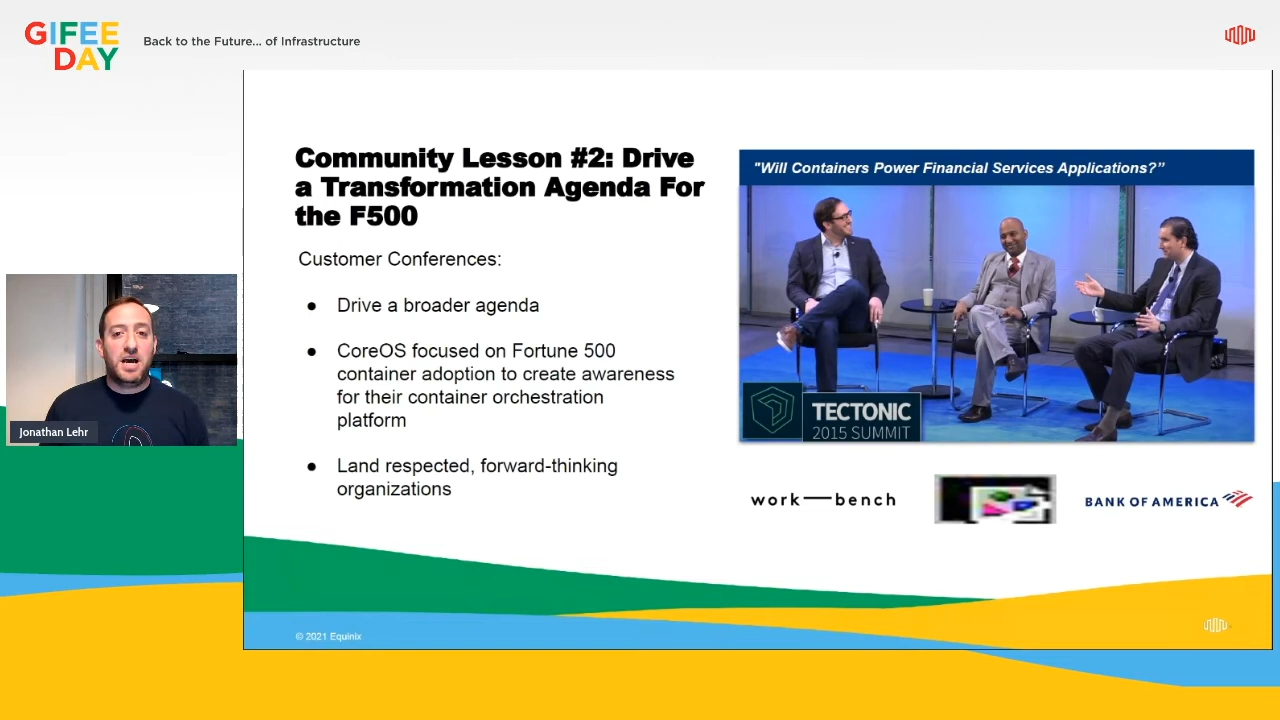 GIFEE
DAY
Back to the Future... of Infrastructure
Community Lesson #2: Drive
a Transformation Agenda For
the F500
Customer Conferences:
● Drive a broader agenda
● CoreOS focused on Fortune 500
container adoption to create awareness
for their container orchestration
platform
● Land respected, forward-thinking
organizations
"Will Containers Power Financial Services Applications?”
TECTONIC
2015 SUMMIT
work—bench
BANK OF AMERICA
Jonathan Lehr
© 2021 Equinix